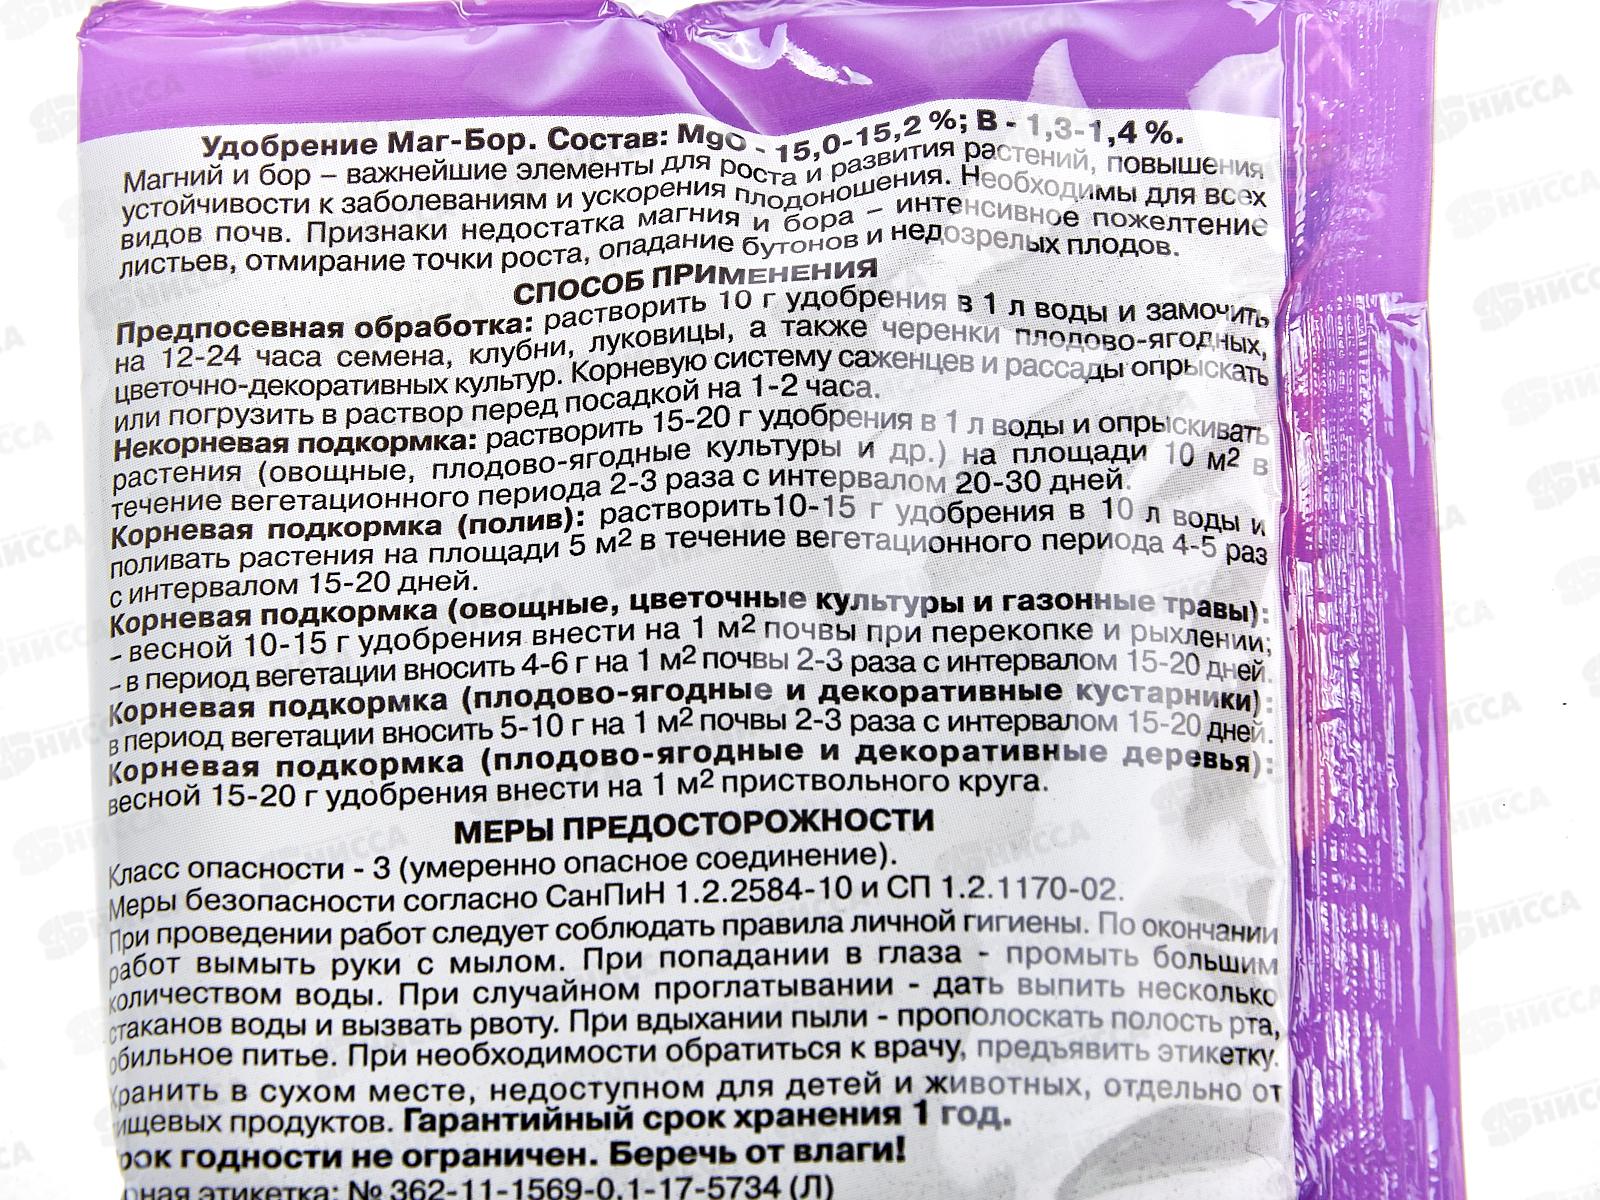 Удобрение Маг-Бор. Состав: MgO - 15,0-15,2 %; В - 1,3-1,4 %.
Магний и бор – важнейшие элементы для роста и развития растений, повышения
устойчивости к заболеваниям и ускорения плодоношения. Необходимы для всех
видов почв. Признаки недостатка магния и бора – интенсивное пожелтение
листьев, отмирание точки роста, опадание бутонов и недозрелых плодов.
СПОСОБ ПРИМЕНЕНИЯ
Предпосевная обработка: растворить 10 г удобрения в 1 л воды и замочить
на 12-24 часа семена, клубни, луковицы, а также черенки плодово-ягодных,
цветочно-декоративных культур. Корневую систему саженцев и рассады опрыскать
или погрузить в раствор перед посадкой на 1-2 часа.
Некорневая подкормка: растворить 15-20 г удобрения в 1 л воды и опрыскивать
растения (овощные, плодово-ягодные культуры и др.) на площади 10 м2 в
течение вегетационного периода 2-3 раза с интервалом 20-30 дней.
Корневая подкормка (полив): растворить10-15 г удобрения в 10 л воды и
поливать растения на площади 5 м2 в течение вегетационного периода 4-5 раз
с интервалом 15-20 дней.
Корневая подкормка (овощные, цветочные культуры и газонные травы):
- весной 10-15 г удобрения внести на 1 м2 почвы при перекопке и рыхлении;
- в период вегетации вносить 4-6 г на 1 м2 почвы 2-3 раза с интервалом 15-20 дней.
Корневая подкормка (плодово-ягодные и декоративные кустарники):
в период вегетации вносить 5-10 г на 1 м2 почвы 2-3 раза с интервалом 15-20 дней.
Корневая подкормка (плодово-ягодные и декоративные деревья):
весной 15-20 г удобрения внести на 1 м2 приствольного круга.
МЕРЫ ПРЕДОСТОРОЖНОСТИ
Класс опасности - 3 (умеренно опасное соединение).
Меры безопасности согласно СанПиН 1.2.2584-10 и СП 1.2.1170-02.
При проведении работ следует соблюдать правила личной гигиены. По окончании
работ вымыть руки с мылом. При попадании в глаза - промыть большим
количеством воды. При случайном проглатывании - дать выпить несколько
стаканов воды и вызвать рвоту. При вдыхании пыли - прополоскать полость рта,
обильное питье. При необходимости обратиться к врачу, предъявить этикетку.
Хранить в сухом месте, недоступном для детей и животных, отдельно от
ищевых продуктов. Гарантийный срок хранения 1 год.
рок годности не ограничен. Беречь от влаги!
рная этикетка: № 362-11-1569-0,1-17-5734 (Л)